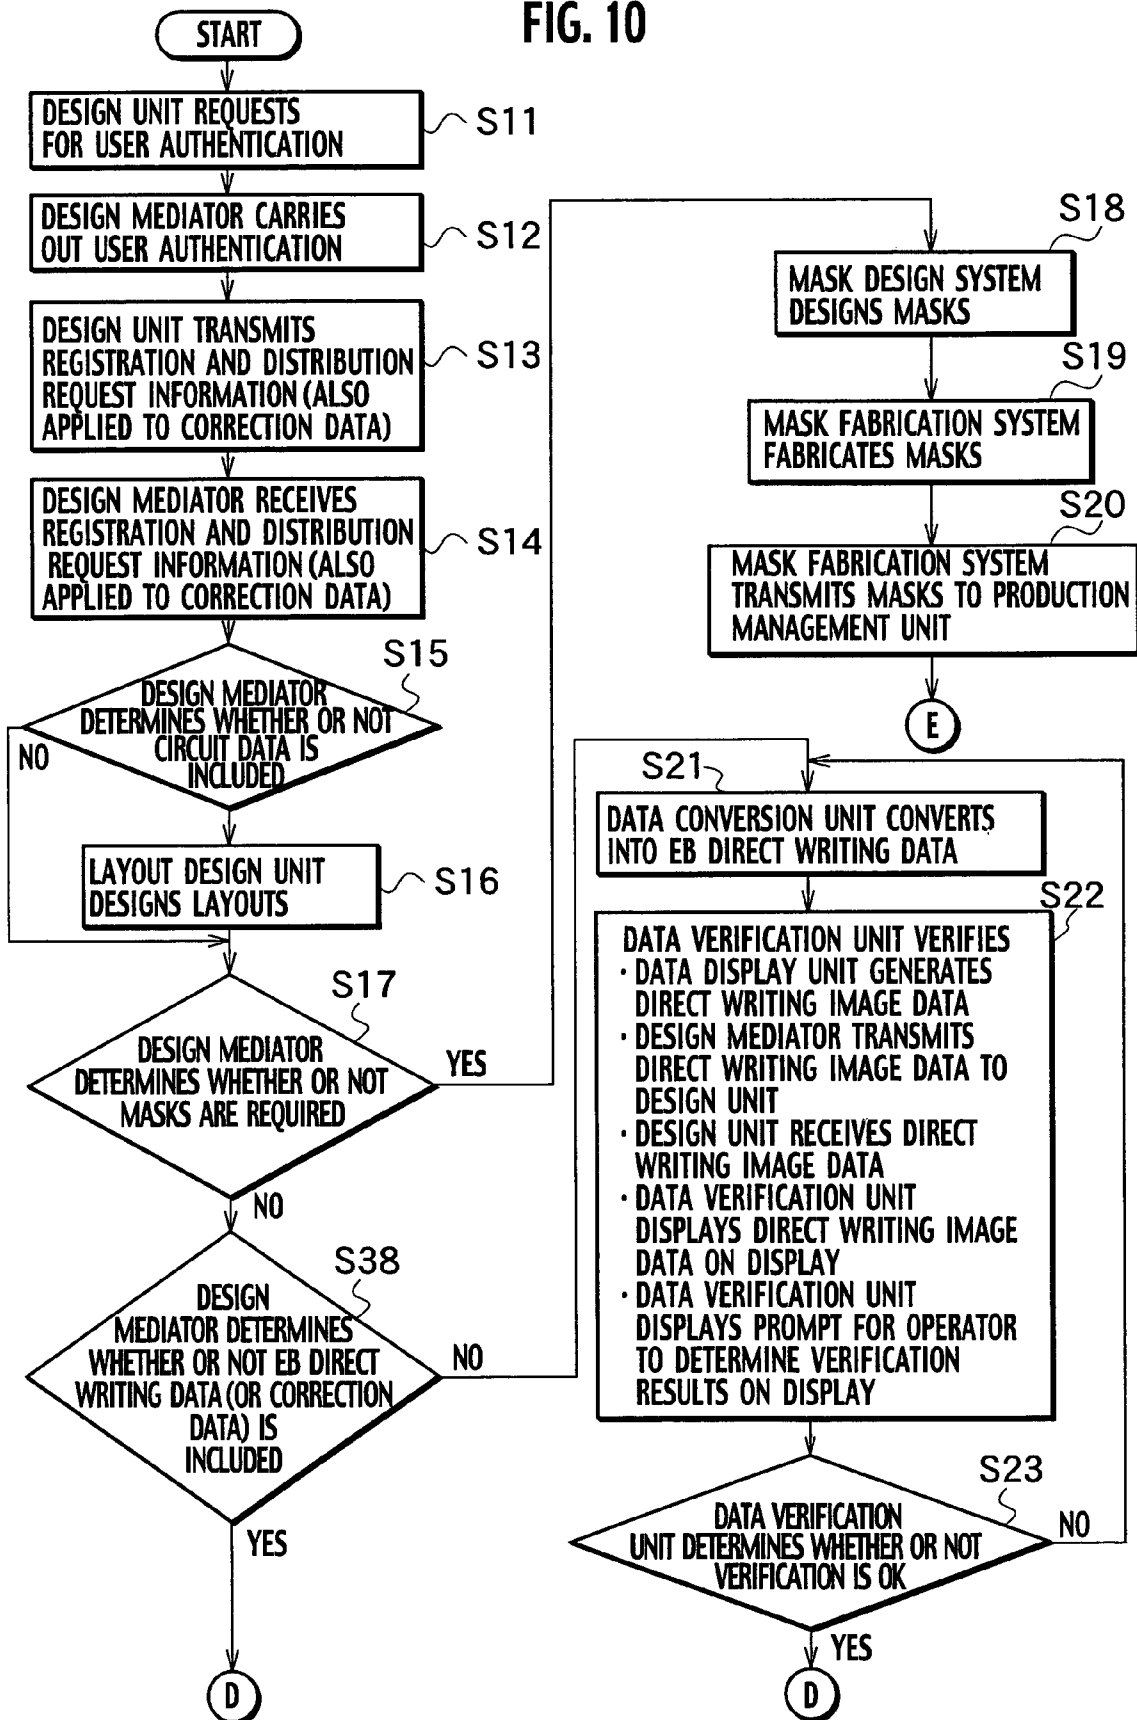 FIG. 10
START
DESIGN UNIT REQUESTS
FOR USER AUTHENTICATION
S11
DESIGN MEDIATOR CARRIES
OUT USER AUTHENTICATION
S12
DESIGN UNIT TRANSMITS
REGISTRATION AND DISTRIBUTION
REQUEST INFORMATION (ALSO
APPLIED TO CORRECTION DATA)
S13
DESIGN MEDIATOR RECEIVES
REGISTRATION AND DISTRIBUTION
REQUEST INFORMATION (ALSO
APPLIED TO CORRECTION DATA)
S14
S15
DESIGN MEDIATOR
DETERMINES WHETHER OR NOT
CIRCUIT DATA IS
INCLUDED
NO
LAYOUT DESIGN UNIT
DESIGNS LAYOUTS
S16
S17
DESIGN MEDIATOR
DETERMINES WHETHER OR NOT
MASKS ARE REQUIRED
YES
NO
S38
DESIGN
MEDIATOR DETERMINES
WHETHER OR NOT EB DIRECT
WRITING DATA (OR CORRECTION
DATA) IS
INCLUDED
NO
YES
D
S18
MASK DESIGN SYSTEM
DESIGNS MASKS
S19
MASK FABRICATION SYSTEM
FABRICATES MASKS
S20
MASK FABRICATION SYSTEM
TRANSMITS MASKS TO PRODUCTION
MANAGEMENT UNIT
E
S21
DATA CONVERSION UNIT CONVERTS
INTO EB DIRECT WRITING DATA
S22
DATA VERIFICATION UNIT VERIFIES
· DATA DISPLAY UNIT GENERATES
DIRECT WRITING IMAGE DATA
· DESIGN MEDIATOR TRANSMITS
DIRECT WRITING IMAGE DATA TO
DESIGN UNIT
· DESIGN UNIT RECEIVES DIRECT
WRITING IMAGE DATA
· DATA VERIFICATION UNIT
DISPLAYS DIRECT WRITING IMAGE
DATA ON DISPLAY
· DATA VERIFICATION UNIT
DISPLAYS PROMPT FOR OPERATOR
TO DETERMINE VERIFICATION
RESULTS ON DISPLAY
S23
DATA VERIFICATION
UNIT DETERMINES WHETHER OR NOT
VERIFICATION IS OK
NO
YES
D